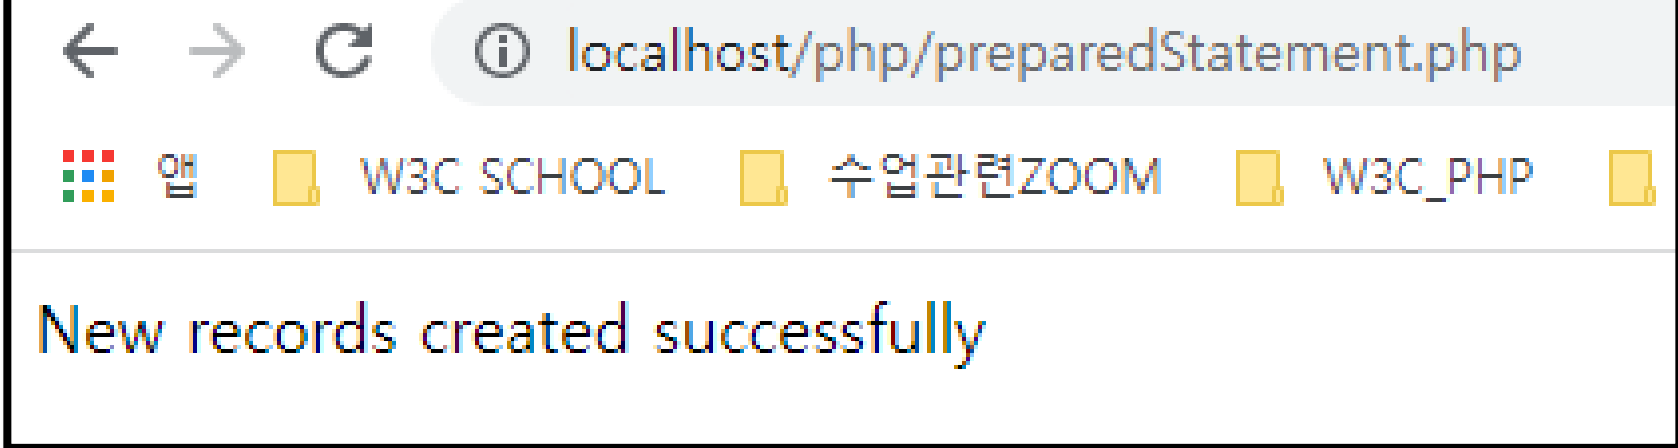 localhost/php/preparedStatement.php
앱 W3C SCHOOL 수업관련ZOOM W3C_PHP
New records created successfully